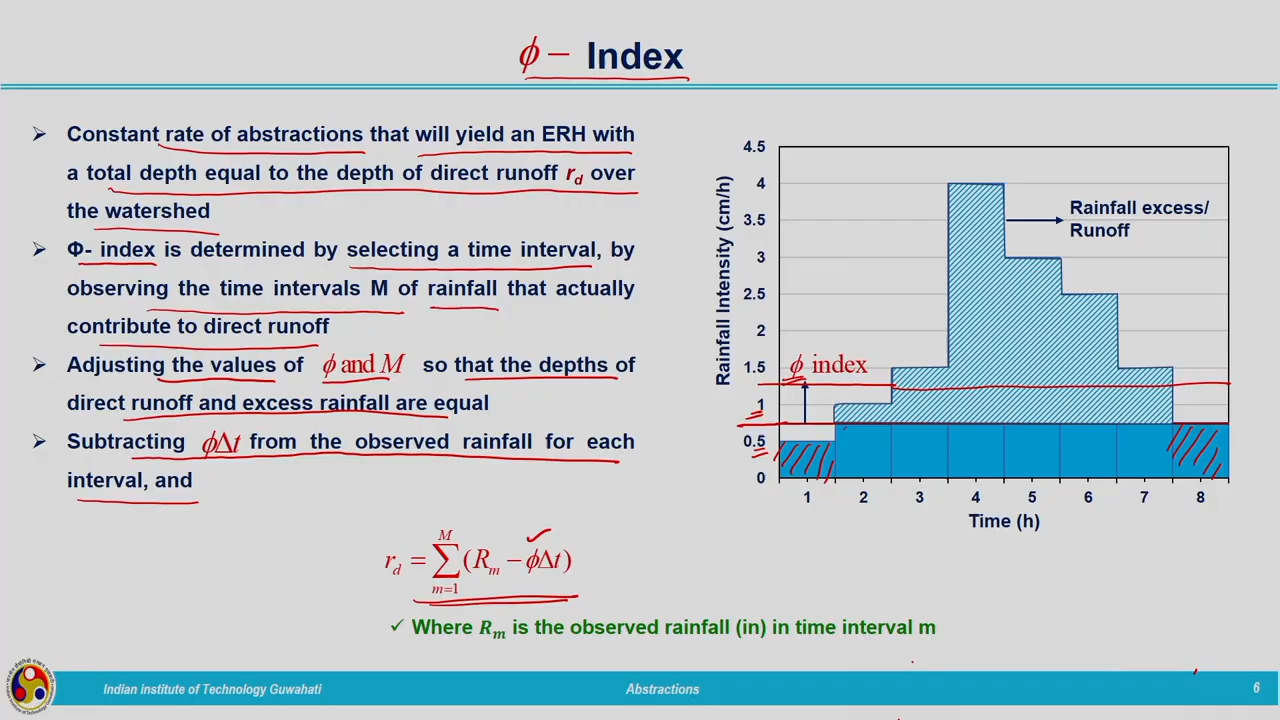 ϕ – Index
➢ Constant rate of abstractions that will yield an ERH with
a total depth equal to the depth of direct runoff r_d over
the watershed
➢ Φ- index is determined by selecting a time interval, by
observing the time intervals M of rainfall that actually
contribute to direct runoff
➢ Adjusting the values of ϕ and M so that the depths of
direct runoff and excess rainfall are equal
➢ Subtracting ϕΔt from the observed rainfall for each
interval, and
r_d = ∑_{m=1}^{M} (R_m − ϕΔt)
✓ Where R_m is the observed rainfall (in) in time interval m
Rainfall Intensity (cm/h)
4.5
4
3.5
3
2.5
2
1.5
1
0.5
0
Rainfall excess/
Runoff
ϕ index
1 2 3 4 5 6 7 8
Time (h)
Indian institute of Technology Guwahati
Abstractions
6